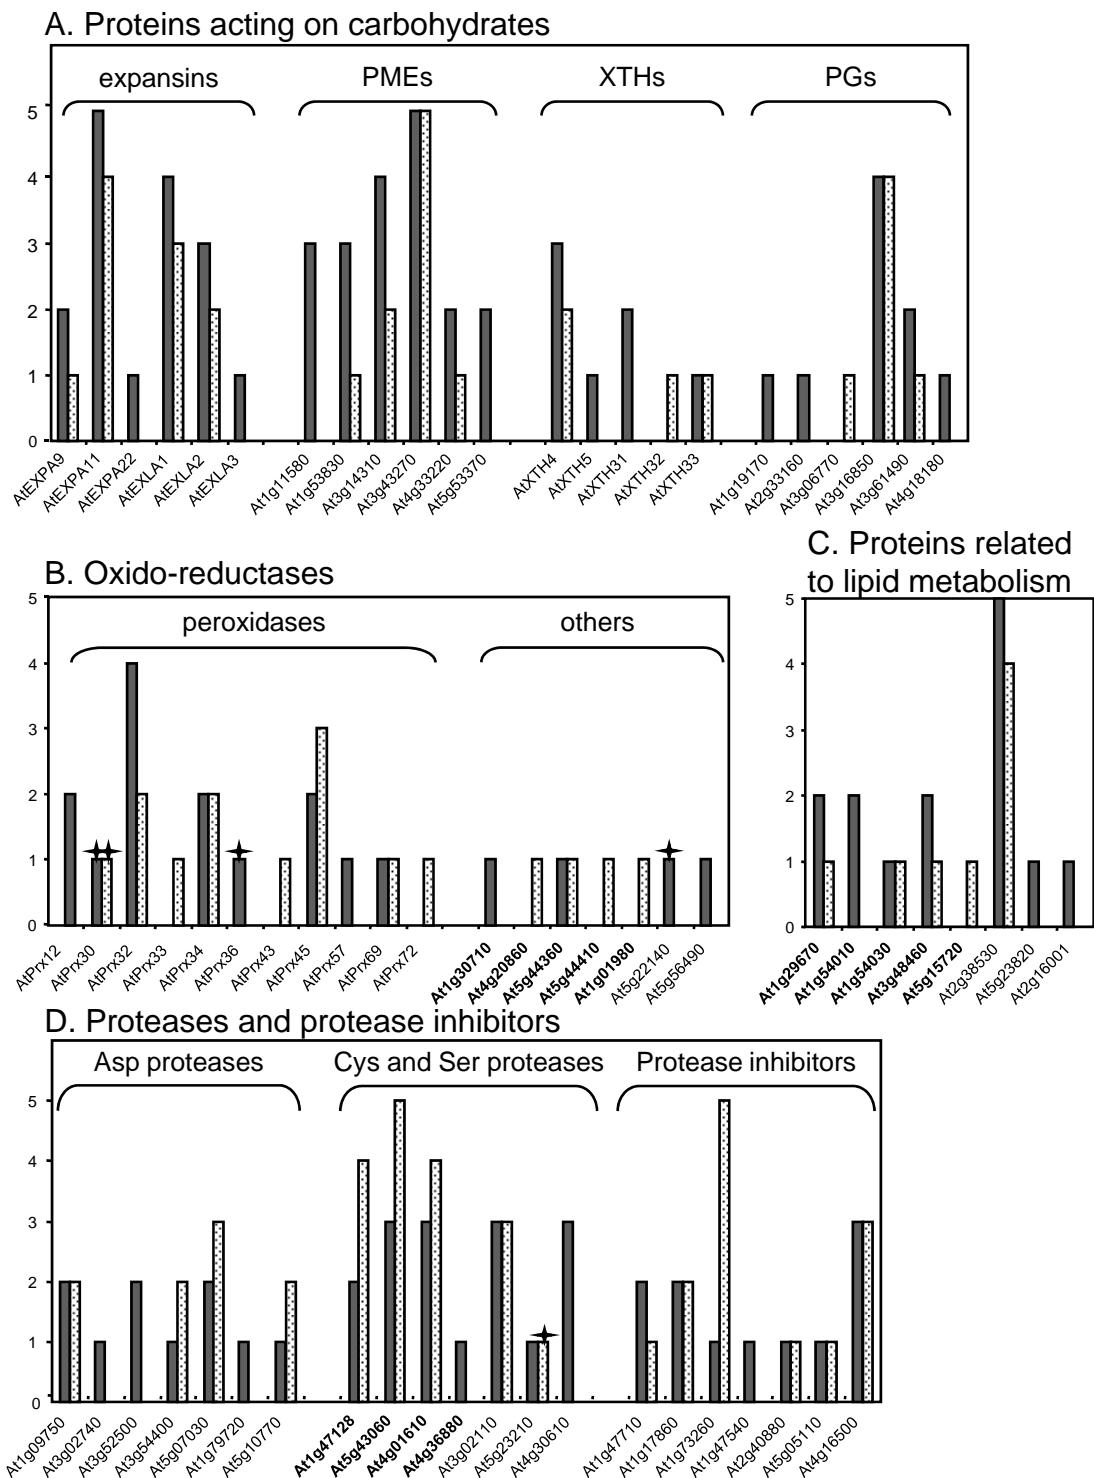 A. Proteins acting on carbohydrates
expansins PMEs XTHs PGs
5
4
3
2
1
0
AtEXPA9 AtEXPA11 AtEXPA22 AtEXLA1 AtEXLA2 AtEXLA3 At1g11580 At1g53830 At3g14310 At3g43270 At4g33220 At5g53370 AtXTH4 AtXTH5 AtXTH31 AtXTH32 AtXTH33 At1g19170 At2g33160 At3g06770 At3g16850 At3g61490 At4g18180
B. Oxido-reductases
peroxidases others
5
4
3
2
1
0
AtPrx12 AtPrx30 AtPrx32 AtPrx33 AtPrx34 AtPrx36 AtPrx43 AtPrx45 AtPrx57 AtPrx69 AtPrx72 At1g30710 At4g20860 At5g44360 At5g44410 At1g01980 At5g22140 At5g56490
C. Proteins related
to lipid metabolism
5
4
3
2
1
0
At1g29670 At1g54010 At1g54030 At3g48460 At5g15720 At2g38530 At5g23820 At2g16001
D. Proteases and protease inhibitors
Asp proteases Cys and Ser proteases Protease inhibitors
5
4
3
2
1
0
At1g09750 At3g02740 At3g52500 At3g54400 At5g07030 At1g79720 At5g10770 At1g47128 At5g43060 At4g01610 At4g36880 At3g02110 At5g23210 At4g30610 At1g47710 At1g17860 At1g73260 At1g47540 At2g40880 At5g05110 At4g16500